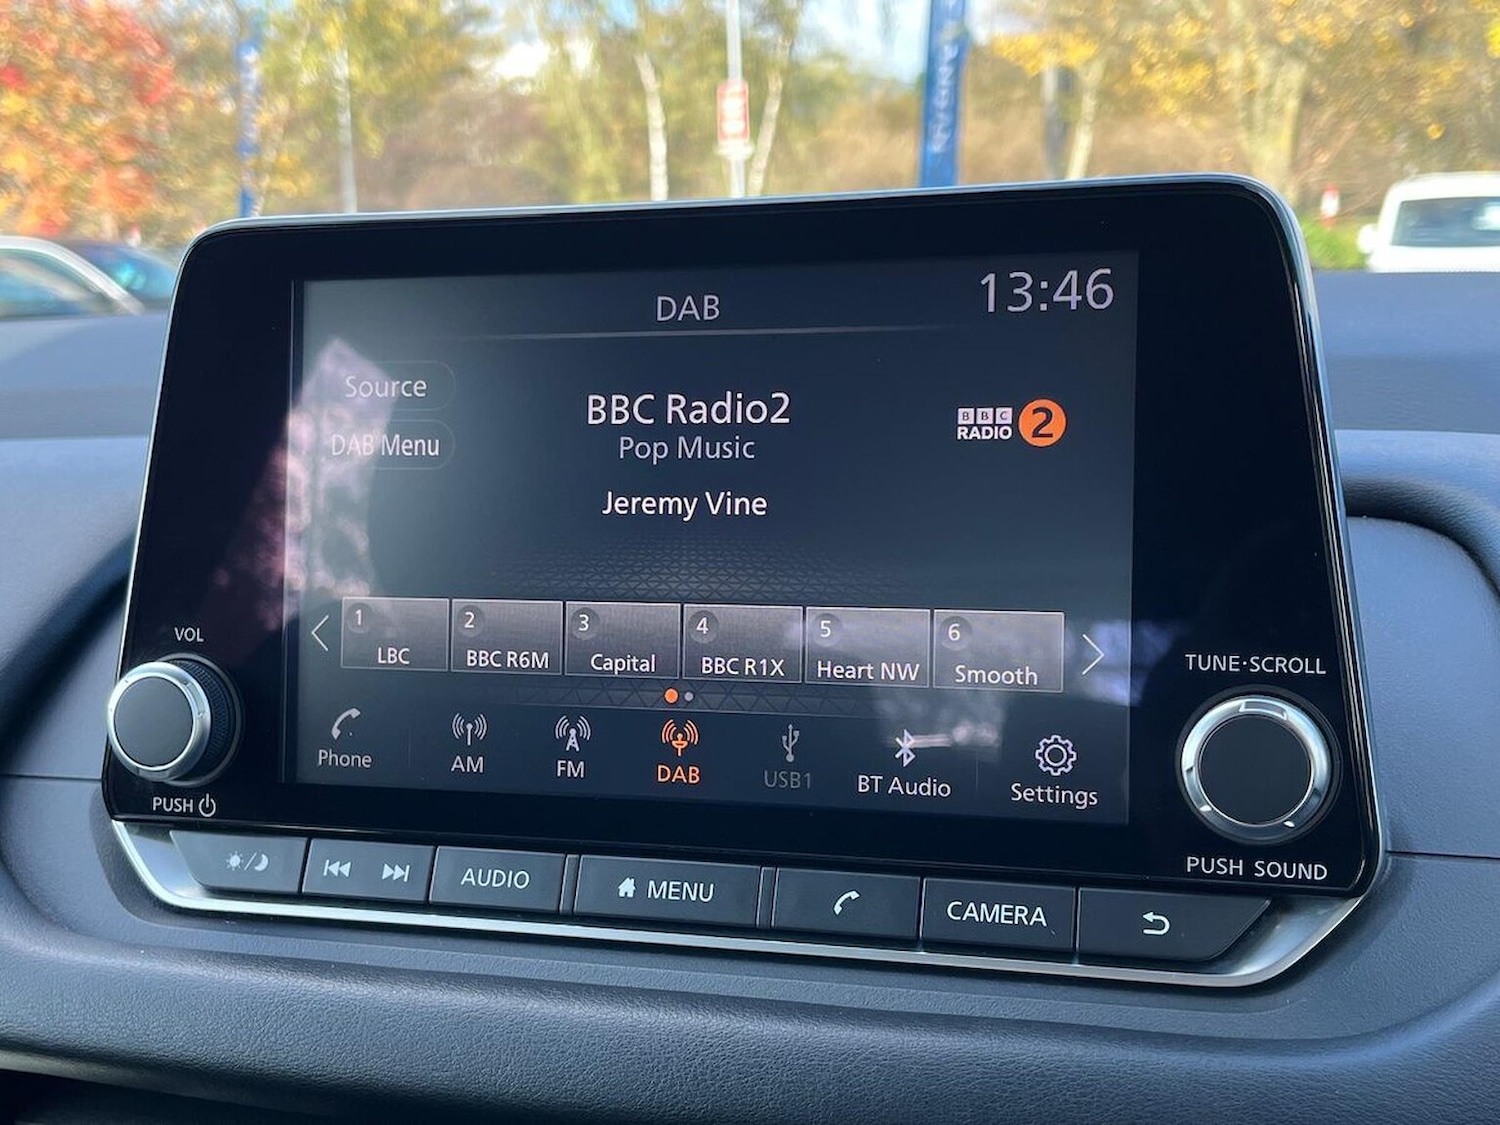 DAB
13:46
Source
DAB Menu
BBC Radio2
Pop Music
Jeremy Vine
BBC
RADIO 2
1
LBC
2
BBC R6M
3
Capital
4
BBC R1X
5
Heart NW
6
Smooth
Phone
AM
FM
DAB
USB1
BT Audio
Settings
VOL
PUSH
TUNE·SCROLL
PUSH SOUND
AUDIO
MENU
CAMERA